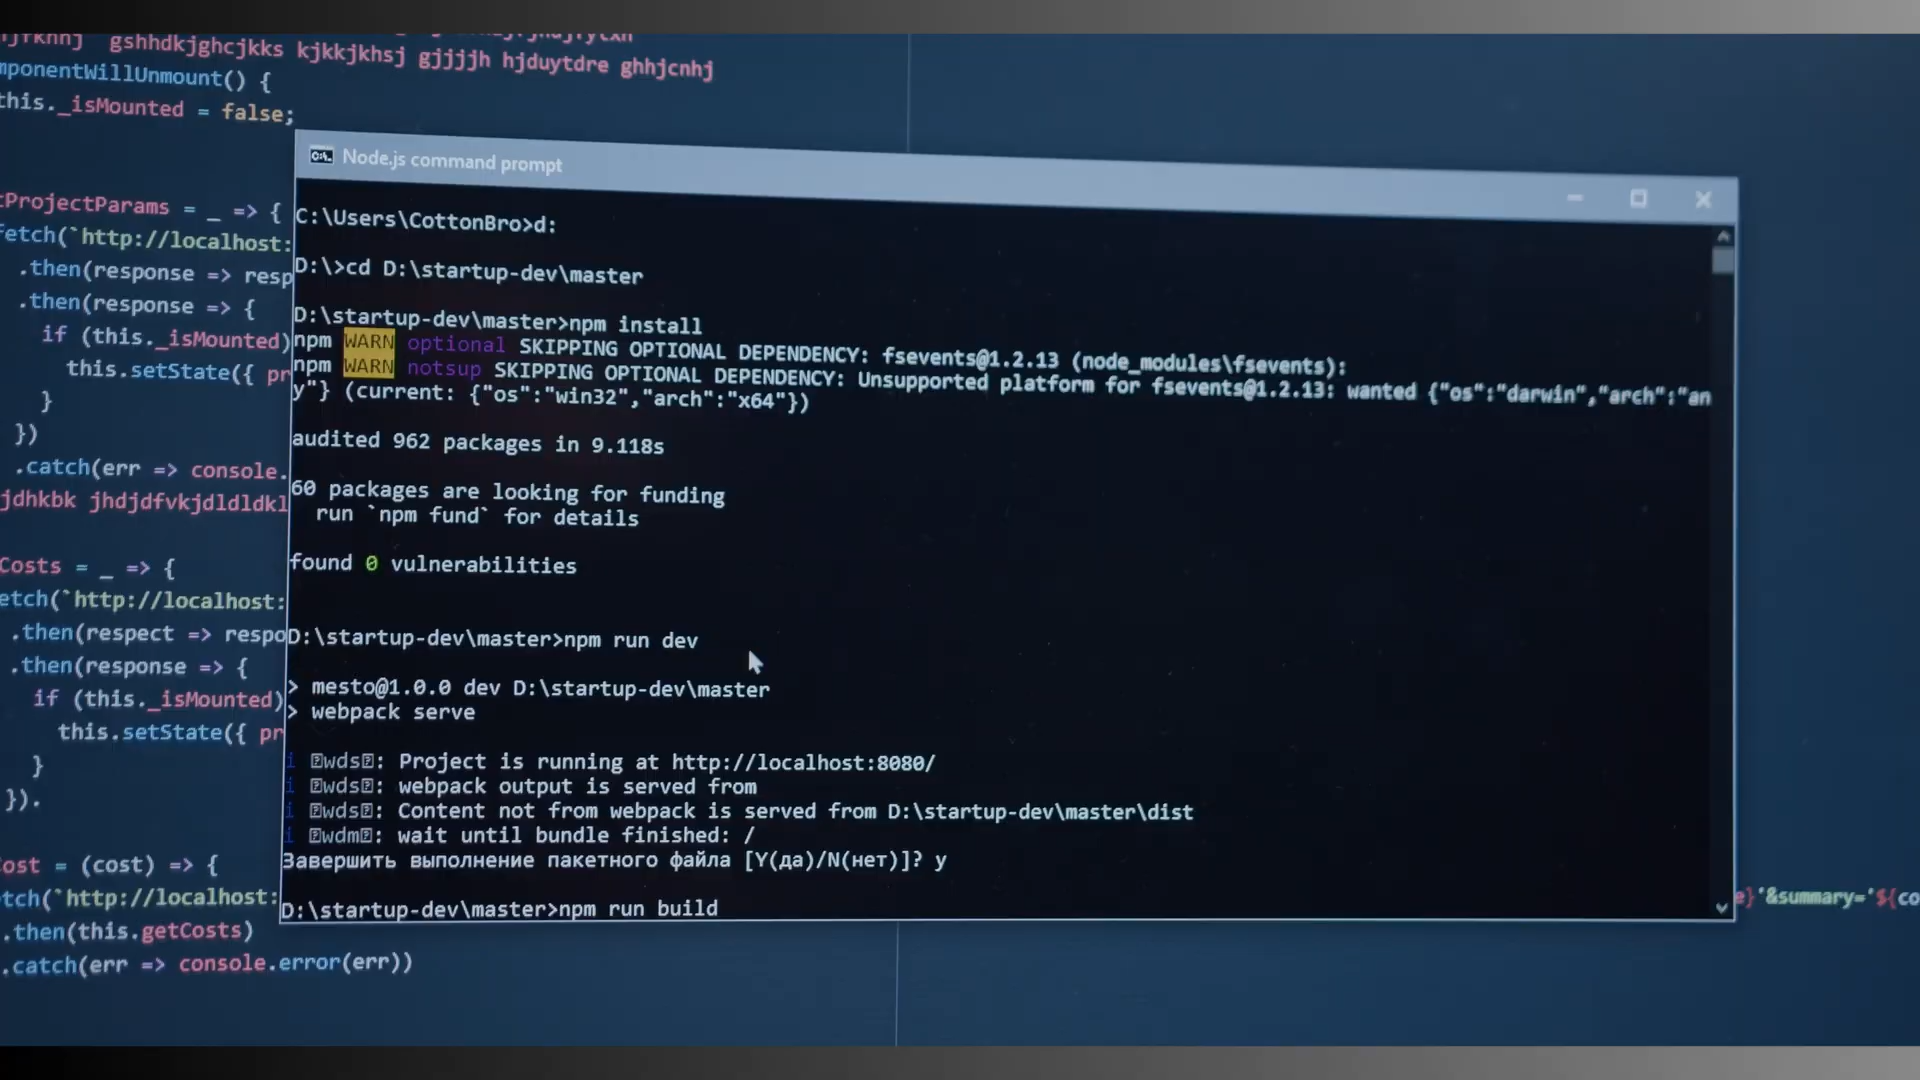 gshhdkjghcjkks kjkkjkhsj gjjjjh hjduytdre ghhjcnhj
mponentWillUnmount() {
this._isMounted = false;
tProjectParams = _ => {
fetch(`http://localhost:
.then(response => resp
.then(response => {
if (this._isMounted)
this.setState({ pr
}
})
.catch(err => console.
jdhkbk jhdjdfvkjdldldkl
Costs = _ => {
etch(`http://localhost:
.then(respect => respo
.then(response => {
if (this._isMounted)
this.setState({ pr
}
}).
ost = (cost) => {
tch(`http://localhost:
.then(this.getCosts)
.catch(err => console.error(err))
Node.js command prompt
C:\Users\CottonBro>d:
D:\>cd D:\startup-dev\master
D:\startup-dev\master>npm install
npm WARN optional SKIPPING OPTIONAL DEPENDENCY: fsevents@1.2.13 (node_modules\fsevents):
npm WARN notsup SKIPPING OPTIONAL DEPENDENCY: Unsupported platform for fsevents@1.2.13: wanted {"os":"darwin","arch":"an
y"} (current: {"os":"win32","arch":"x64"})
audited 962 packages in 9.118s
60 packages are looking for funding
run `npm fund` for details
found 0 vulnerabilities
D:\startup-dev\master>npm run dev
> mesto@1.0.0 dev D:\startup-dev\master
> webpack serve
i ｢wds｣: Project is running at http://localhost:8080/
i ｢wds｣: webpack output is served from
i ｢wds｣: Content not from webpack is served from D:\startup-dev\master\dist
i ｢wdm｣: wait until bundle finished: /
Завершить выполнение пакетного файла [Y(да)/N(нет)]? y
D:\startup-dev\master>npm run build
e}'&summary='${co